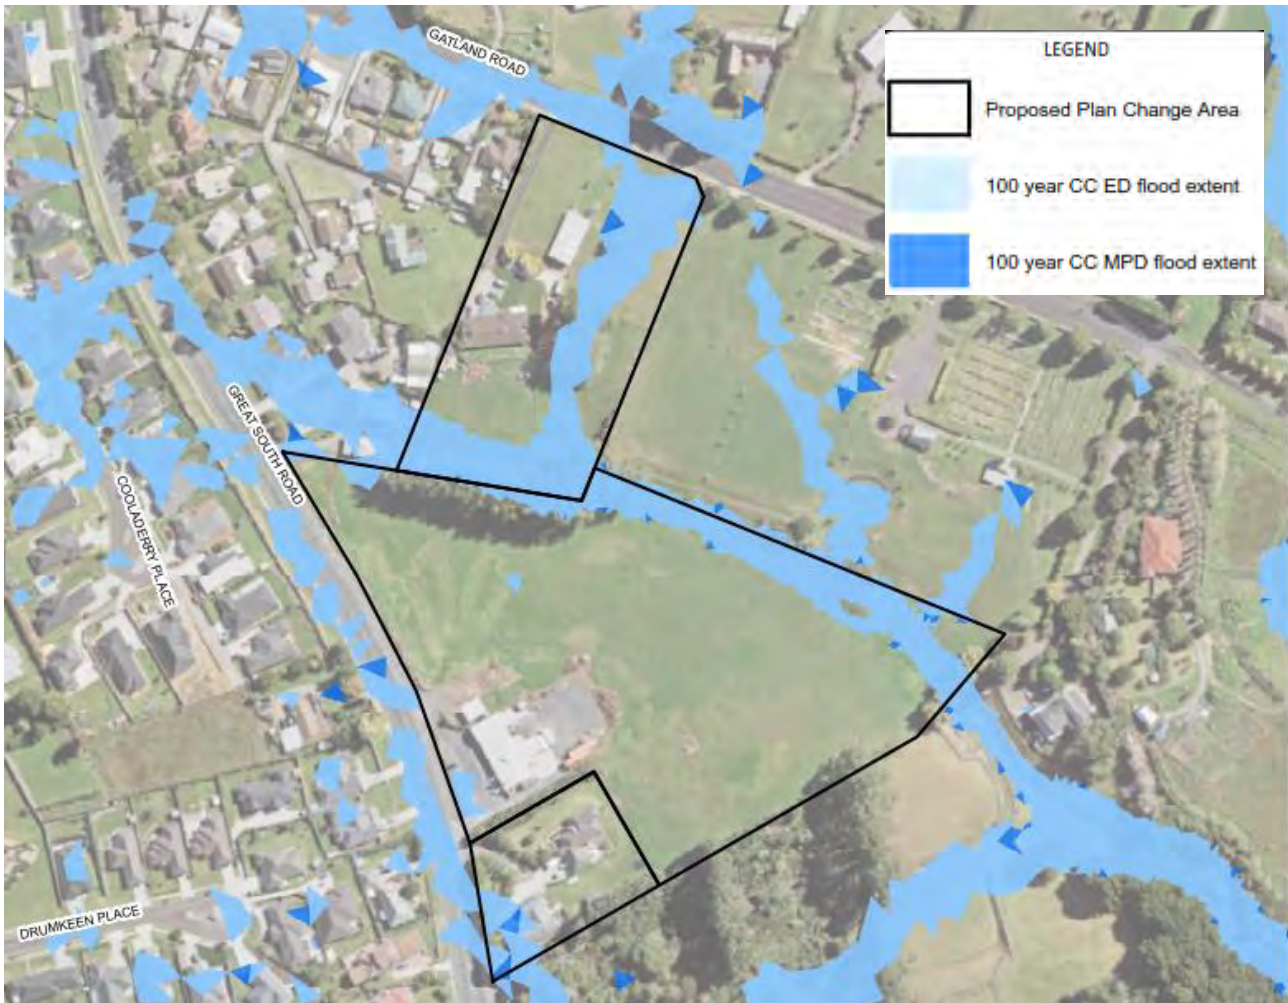 GATLAND ROAD
LEGEND
Proposed Plan Change Area
100 year CC ED flood extent
100 year CC MPD flood extent
GREAT SOUTH ROAD
COOLADERRY PLACE
DRUMKEEN PLACE